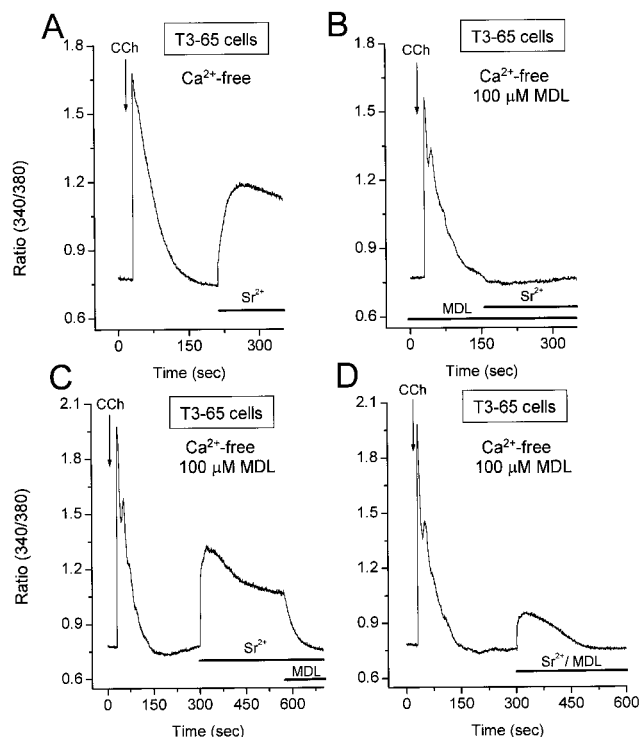 A
CCh
T3-65 cells
Ca²⁺-free
1.8
1.5
1.2
0.9
0.6
Ratio (340/380)
Sr²⁺
0
150
300
Time (sec)
B
CCh
T3-65 cells
Ca²⁺-free
100 μM MDL
1.8
1.5
1.2
0.9
0.6
Sr²⁺
MDL
0
150
300
Time (sec)
C
CCh
T3-65 cells
Ca²⁺-free
100 μM MDL
2.1
1.8
1.5
1.2
0.9
0.6
Ratio (340/380)
Sr²⁺
MDL
0
150
300
450
600
Time (sec)
D
CCh
T3-65 cells
Ca²⁺-free
100 μM MDL
2.1
1.8
1.5
1.2
0.9
0.6
Sr²⁺/ MDL
0
150
300
450
600
Time (sec)